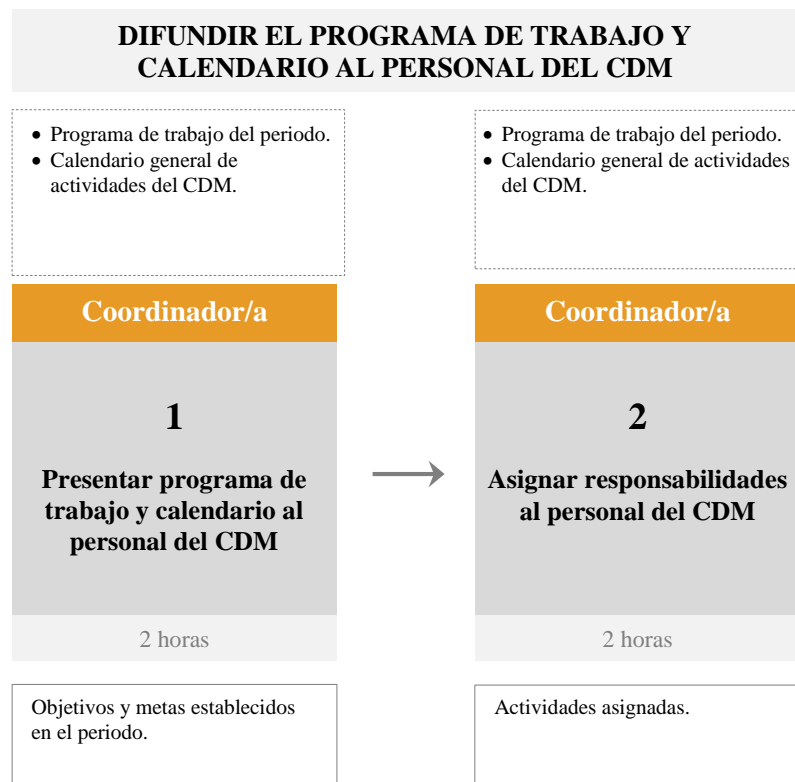 DIFUNDIR EL PROGRAMA DE TRABAJO Y
CALENDARIO AL PERSONAL DEL CDM
• Programa de trabajo del periodo.
• Calendario general de
actividades del CDM.
Coordinador/a
1
Presentar programa de
trabajo y calendario al
personal del CDM
2 horas
Objetivos y metas establecidos
en el periodo.
• Programa de trabajo del periodo.
• Calendario general de actividades
del CDM.
Coordinador/a
2
Asignar responsabilidades
al personal del CDM
2 horas
Actividades asignadas.